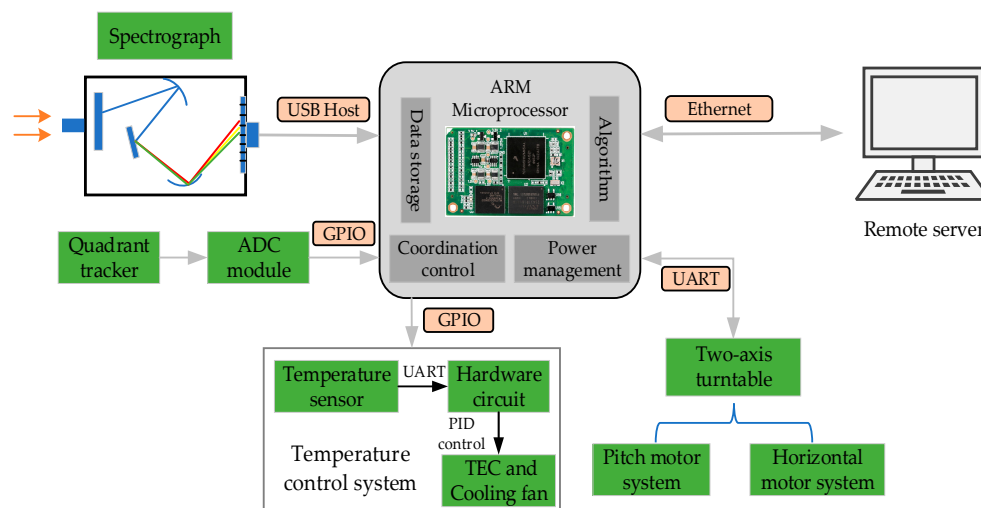 Spectrograph
USB Host
ARM
Microprocessor
Data storage
Algorithm
Coordination
control
Power
management
Ethernet
Remote server
Quadrant
tracker
ADC
module
GPIO
GPIO
UART
Temperature
sensor
UART
Hardware
circuit
PID
control
TEC and
Cooling fan
Temperature
control system
Two-axis
turntable
Pitch motor
system
Horizontal
motor system